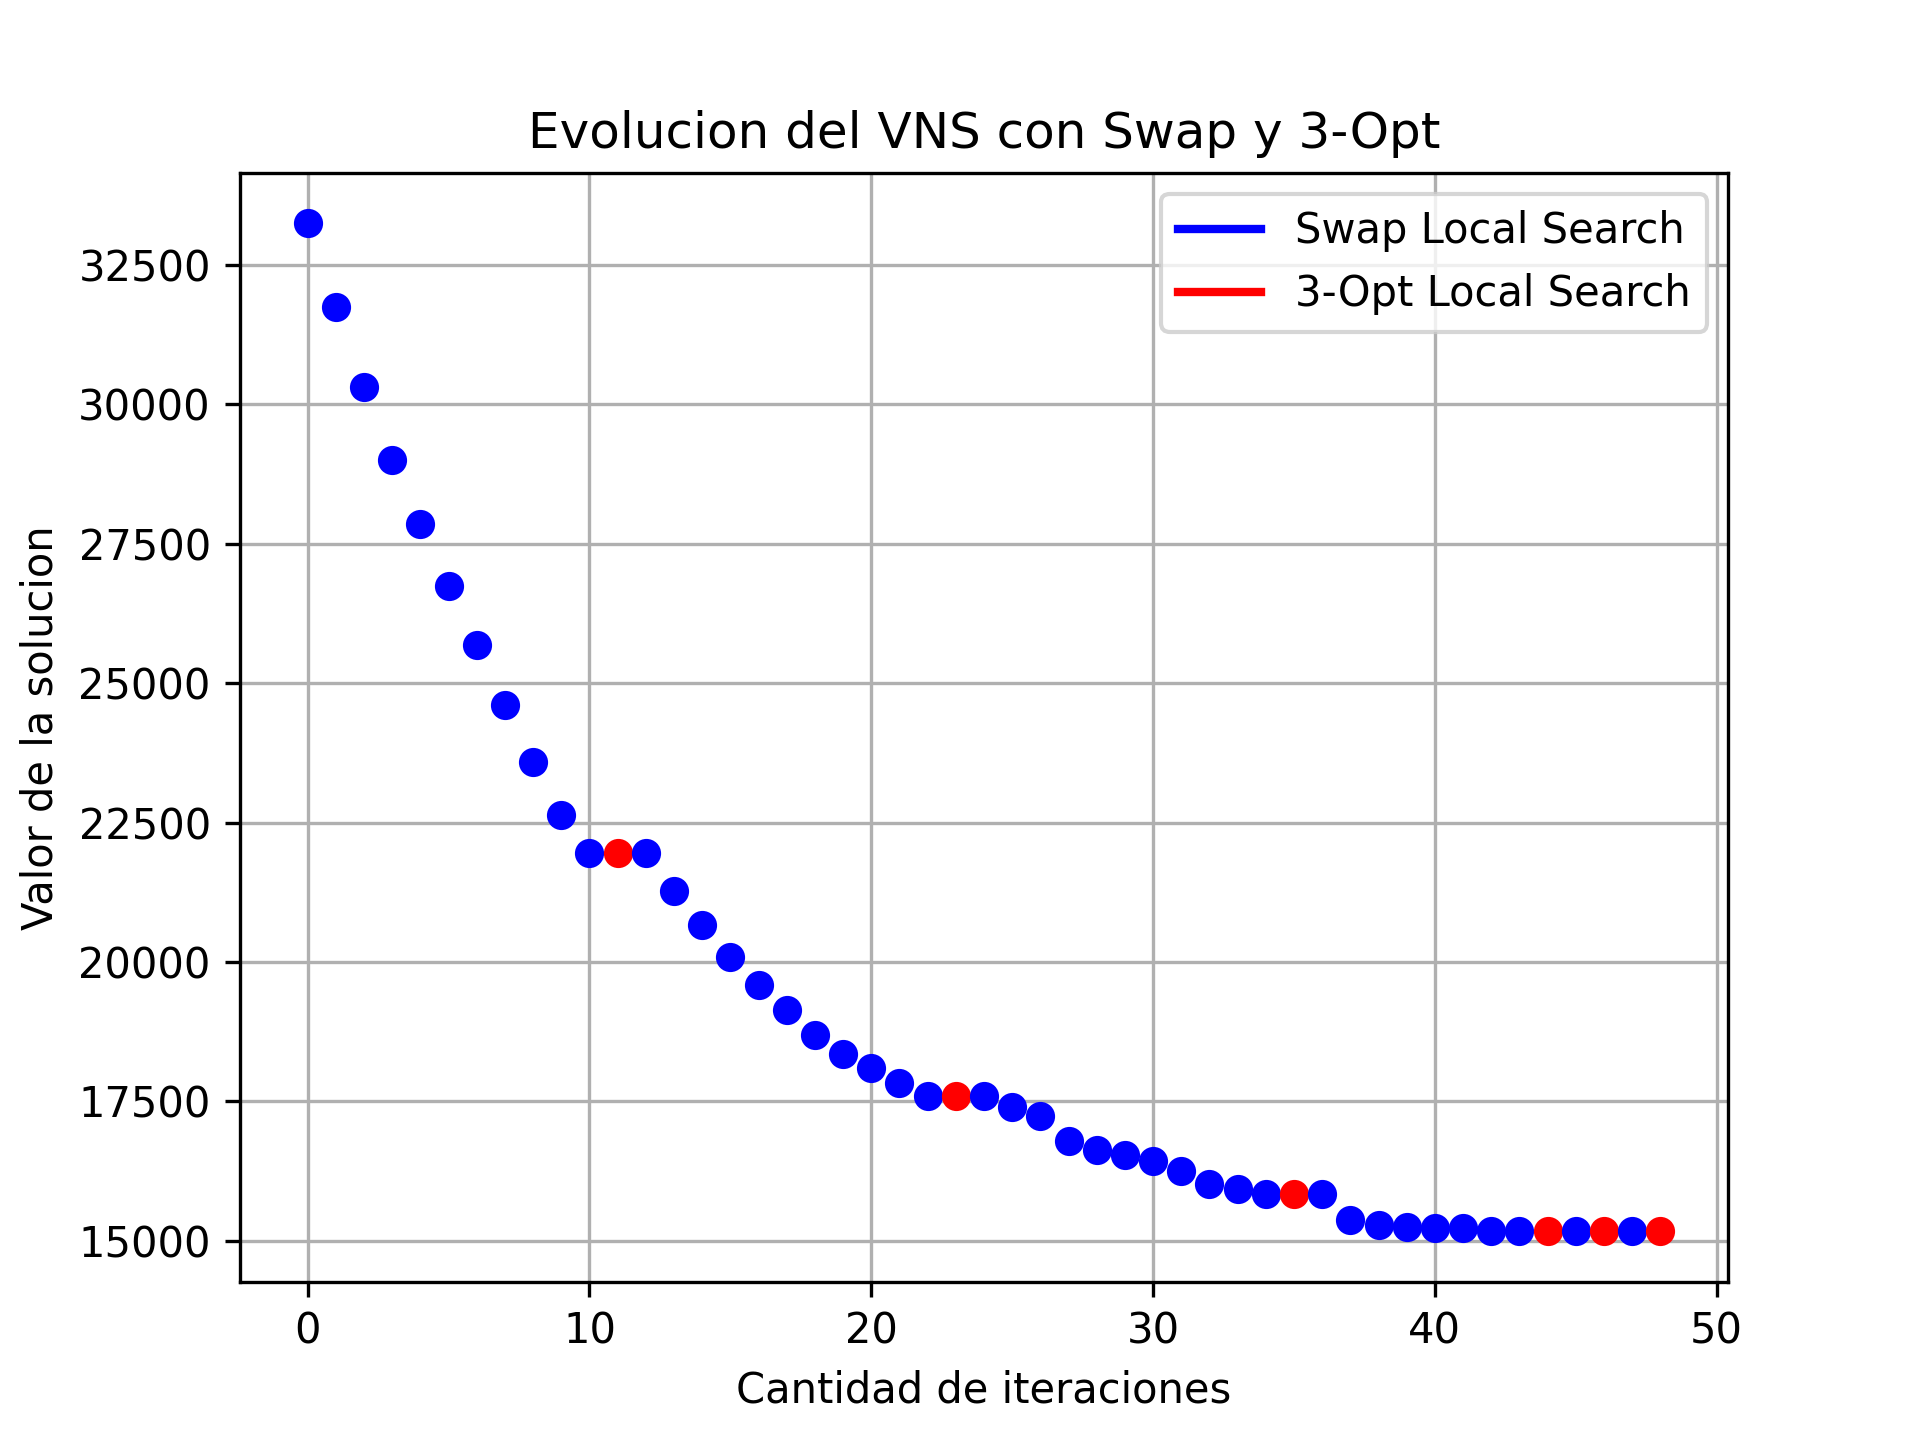 Evolucion del VNS con Swap y 3-Opt
Swap Local Search
3-Opt Local Search
32500
30000
27500
25000
22500
20000
17500
15000
Valor de la solucion
0 10 20 30 40 50
Cantidad de iteraciones